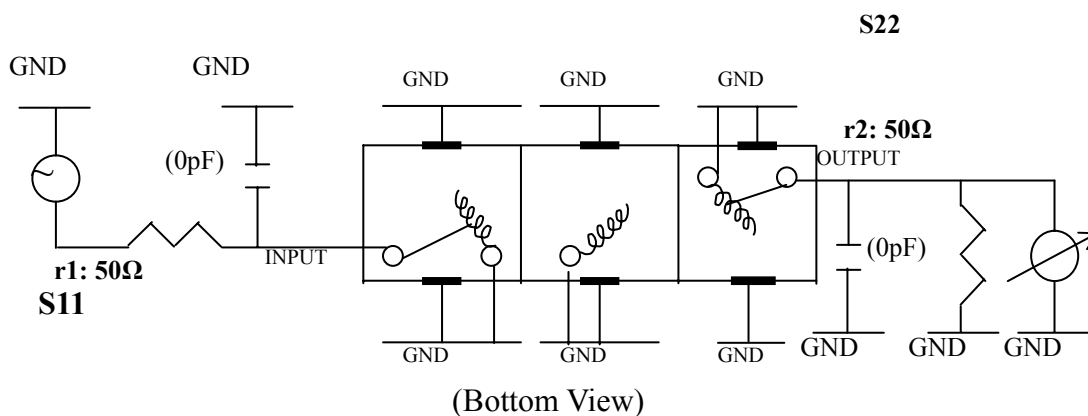 S22
GND
GND
GND
GND
GND
r2: 50Ω
(0pF)
OUTPUT
INPUT
(0pF)
r1: 50Ω
S11
GND
GND
GND
GND
GND
GND
(Bottom View)